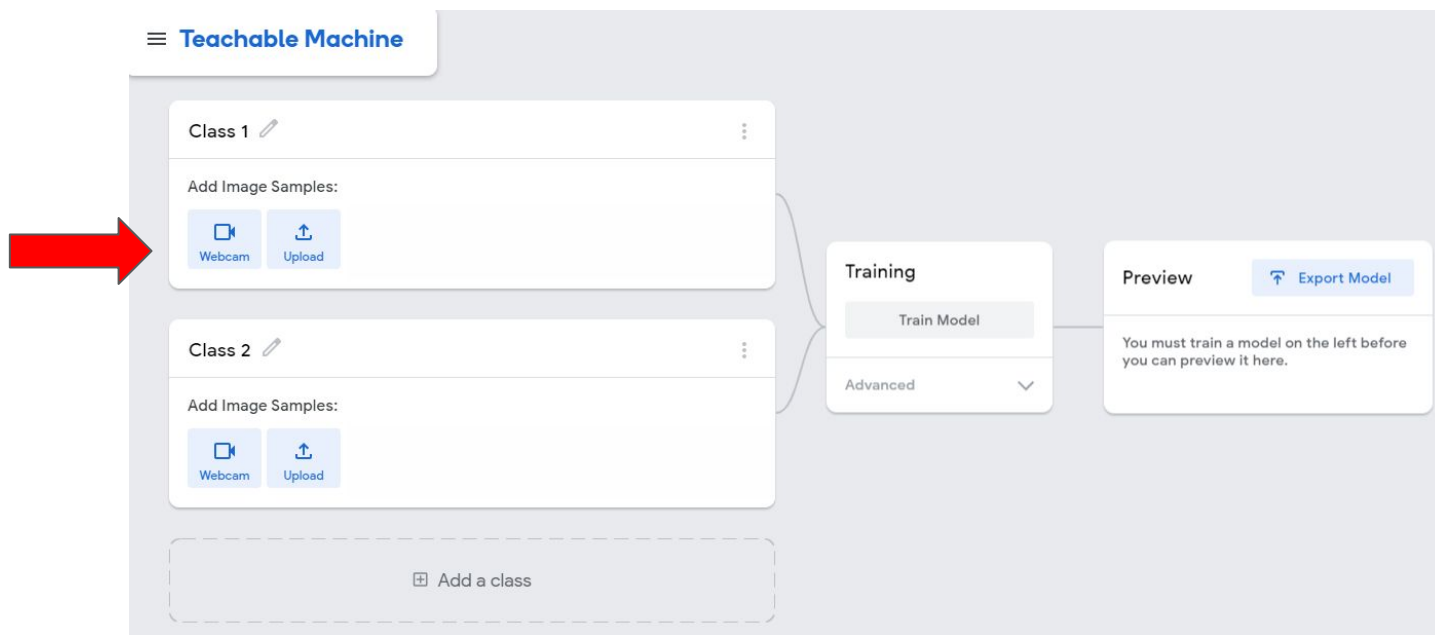 Teachable Machine
Class 1
Add Image Samples:
Webcam Upload
Class 2
Add Image Samples:
Webcam Upload
Add a class
Training
Train Model
Advanced
Preview
Export Model
You must train a model on the left before
you can preview it here.